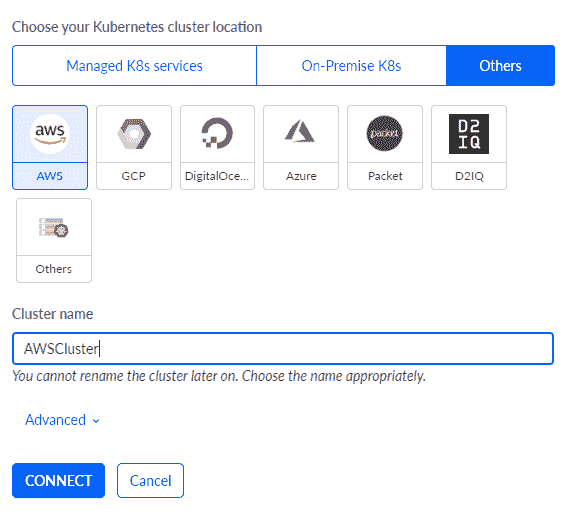 Choose your Kubernetes cluster location
Managed K8s services On-Premise K8s Others
aws packet D2 IQ
AWS GCP DigitalOce... Azure Packet D2IQ
Others
Cluster name
AWSCluster
You cannot rename the cluster later on. Choose the name appropriately.
Advanced
CONNECT Cancel